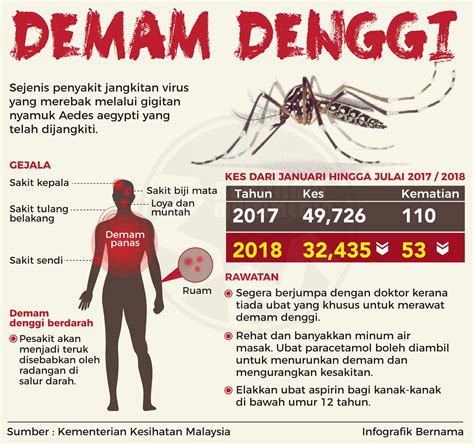 DEMAM DENGGI
Sejenis penyakit jangkitan virus
yang merebak melalui gigitan
nyamuk Aedes aegypti yang
telah dijangkiti.
GEJALA
Sakit kepala
Sakit tulang
belakang
Sakit sendi
Sakit biji mata
Loya dan
muntah
Demam
panas
Ruam
Demam
denggi berdarah
Pesakit akan
menjadi teruk
disebabkan oleh
radangan di
salur darah.
KES DARI JANUARI HINGGA JULAI 2017 / 2018
Tahun Kes Kematian
2017 49,726 110
2018 32,435 53
RAWATAN
Segera berjumpa dengan doktor kerana
tiada ubat yang khusus untuk merawat
demam denggi.
Rehat dan banyakkan minum air
masak. Ubat paracetamol boleh diambil
untuk menurunkan demam dan
mengurangkan kesakitan.
Elakkan ubat aspirin bagi kanak-kanak
di bawah umur 12 tahun.
Sumber : Kementerian Kesihatan Malaysia
Infografik Bernama